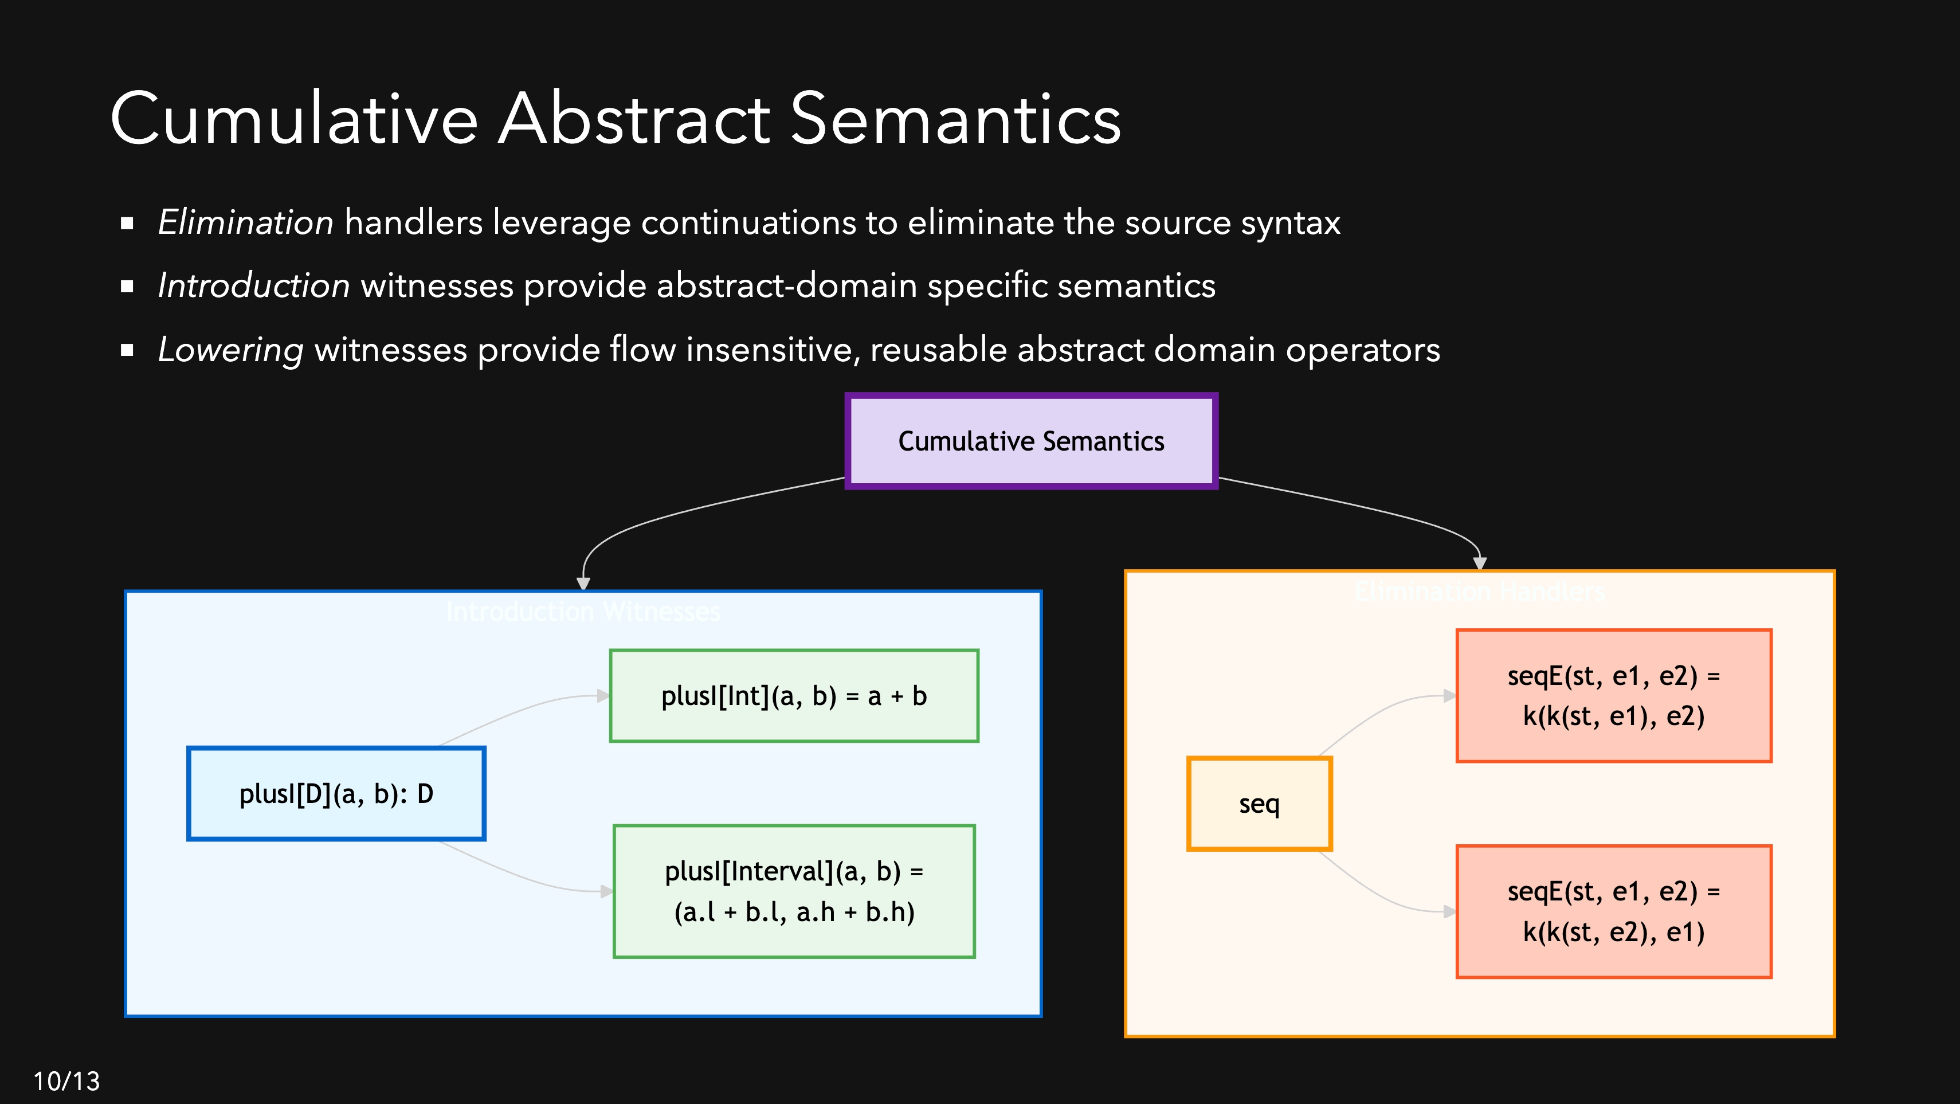 Cumulative Abstract Semantics
▪ Elimination handlers leverage continuations to eliminate the source syntax
▪ Introduction witnesses provide abstract-domain specific semantics
▪ Lowering witnesses provide flow insensitive, reusable abstract domain operators
Cumulative Semantics
Introduction Witnesses
plusI[D](a, b): D
plusI[Int](a, b) = a + b
plusI[Interval](a, b) =
(a.l + b.l, a.h + b.h)
Elimination Handlers
seq
seqE(st, e1, e2) =
k(k(st, e1), e2)
seqE(st, e1, e2) =
k(k(st, e2), e1)
10/13